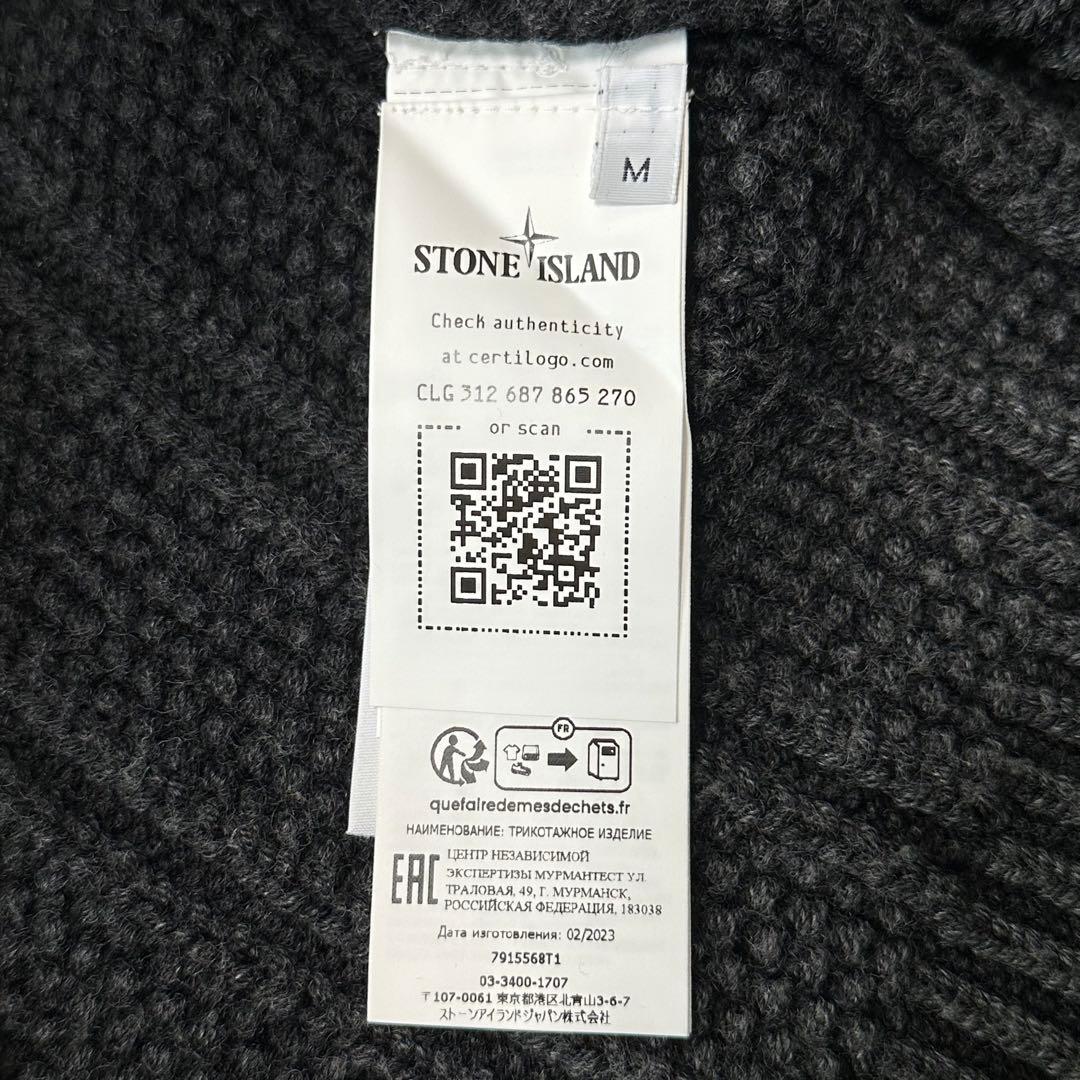 M
STONE ISLAND
Check authenticity
at certilogo.com
CLG 312 687 865 270
or scan
FR
quefairedemesdechets.fr
НАИМЕНОВАНИЕ: ТРИКОТАЖНОЕ ИЗДЕЛИЕ
EAC
ЦЕНТР НЕЗАВИСИМОЙ
ЭКСПЕРТИЗЫ МУРМАНТЕСТ УЛ.
ТРАЛОВАЯ, 49, Г. МУРМАНСК,
РОССИЙСКАЯ ФЕДЕРАЦИЯ, 183038
Дата изготовления: 02/2023
7915568T1
03-3400-1707
〒107-0061 東京都港区北青山3-6-7
ストーンアイランドジャパン株式会社